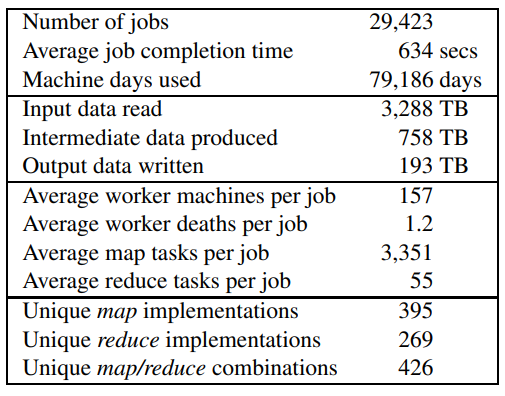 Number of jobs 29,423
Average job completion time 634 secs
Machine days used 79,186 days
Input data read 3,288 TB
Intermediate data produced 758 TB
Output data written 193 TB
Average worker machines per job 157
Average worker deaths per job 1.2
Average map tasks per job 3,351
Average reduce tasks per job 55
Unique map implementations 395
Unique reduce implementations 269
Unique map/reduce combinations 426